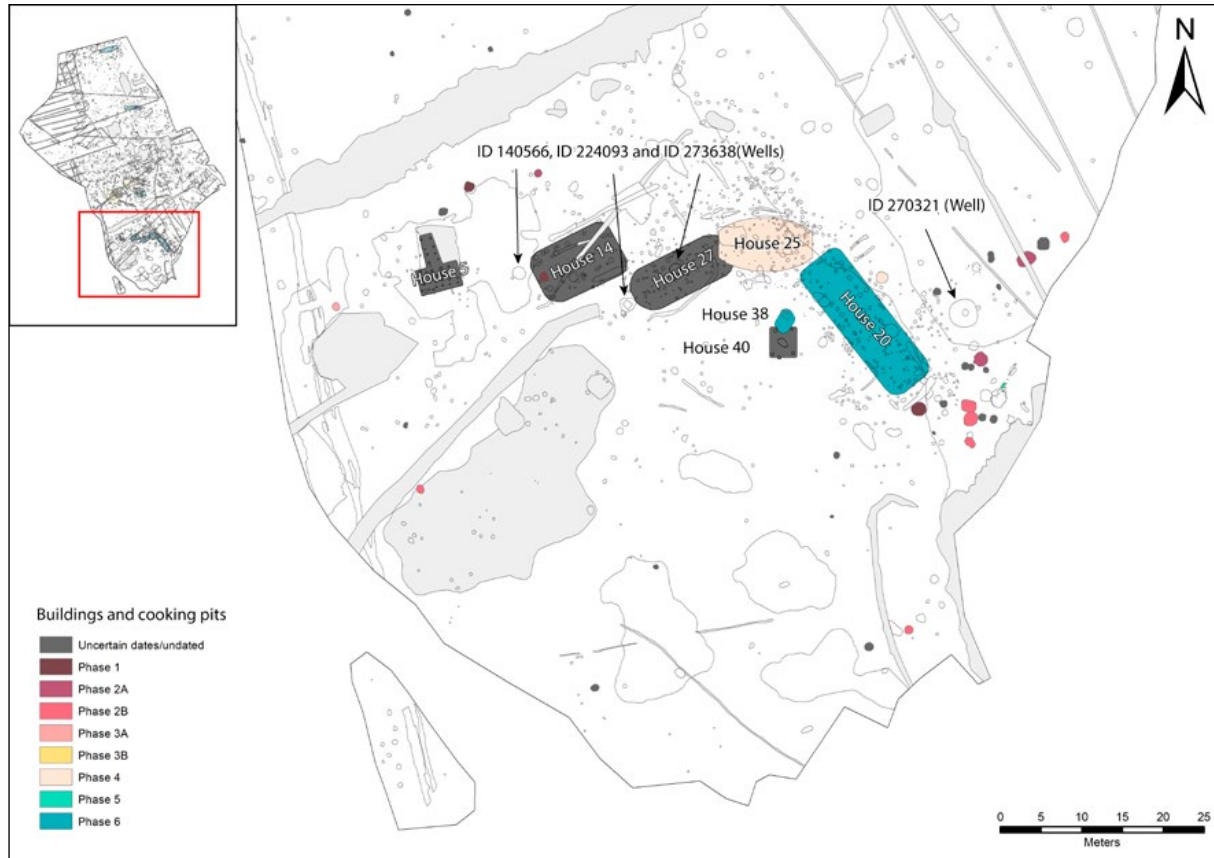 N
ID 140566, ID 224093 and ID 273638(Wells)
ID 270321 (Well)
House 5
House 14
House 27
House 25
House 20
House 38
House 40
Buildings and cooking pits
Uncertain dates/undated
Phase 1
Phase 2A
Phase 2B
Phase 3A
Phase 3B
Phase 4
Phase 5
Phase 6
0 5 10 15 20 25
Meters